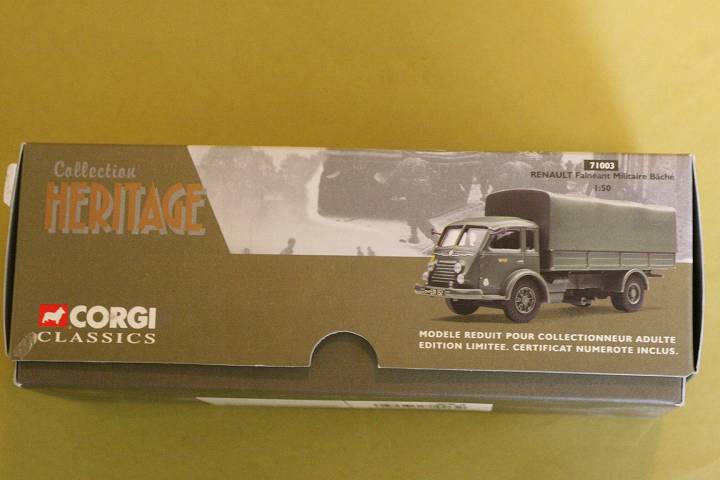 Collection
HERITAGE
71003
RENAULT Fainéant Militaire Bâché
1:50
CORGI
CLASSICS
MODELE REDUIT POUR COLLECTIONNEUR ADULTE
EDITION LIMITEE. CERTIFICAT NUMEROTE INCLUS.